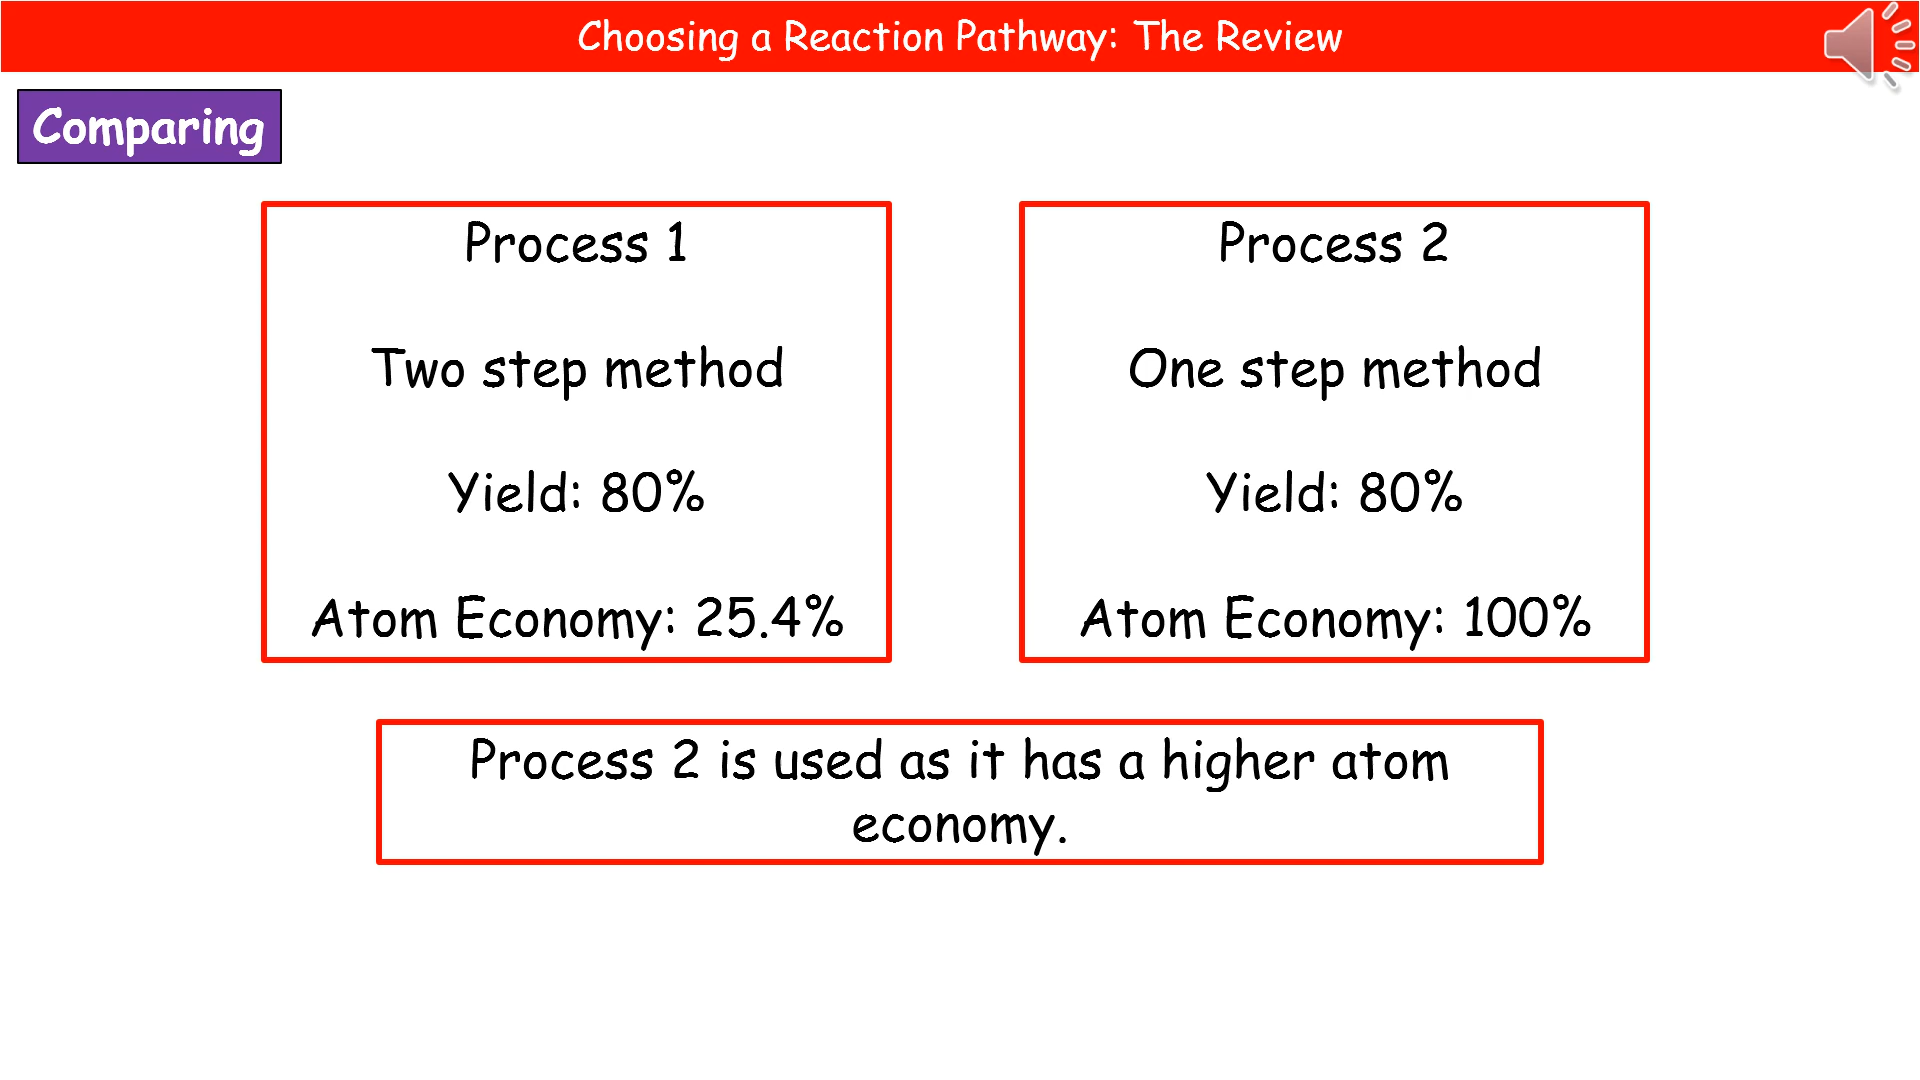 Choosing a Reaction Pathway: The Review
Comparing
Process 1
Two step method
Yield: 80%
Atom Economy: 25.4%
Process 2
One step method
Yield: 80%
Atom Economy: 100%
Process 2 is used as it has a higher atom
economy.